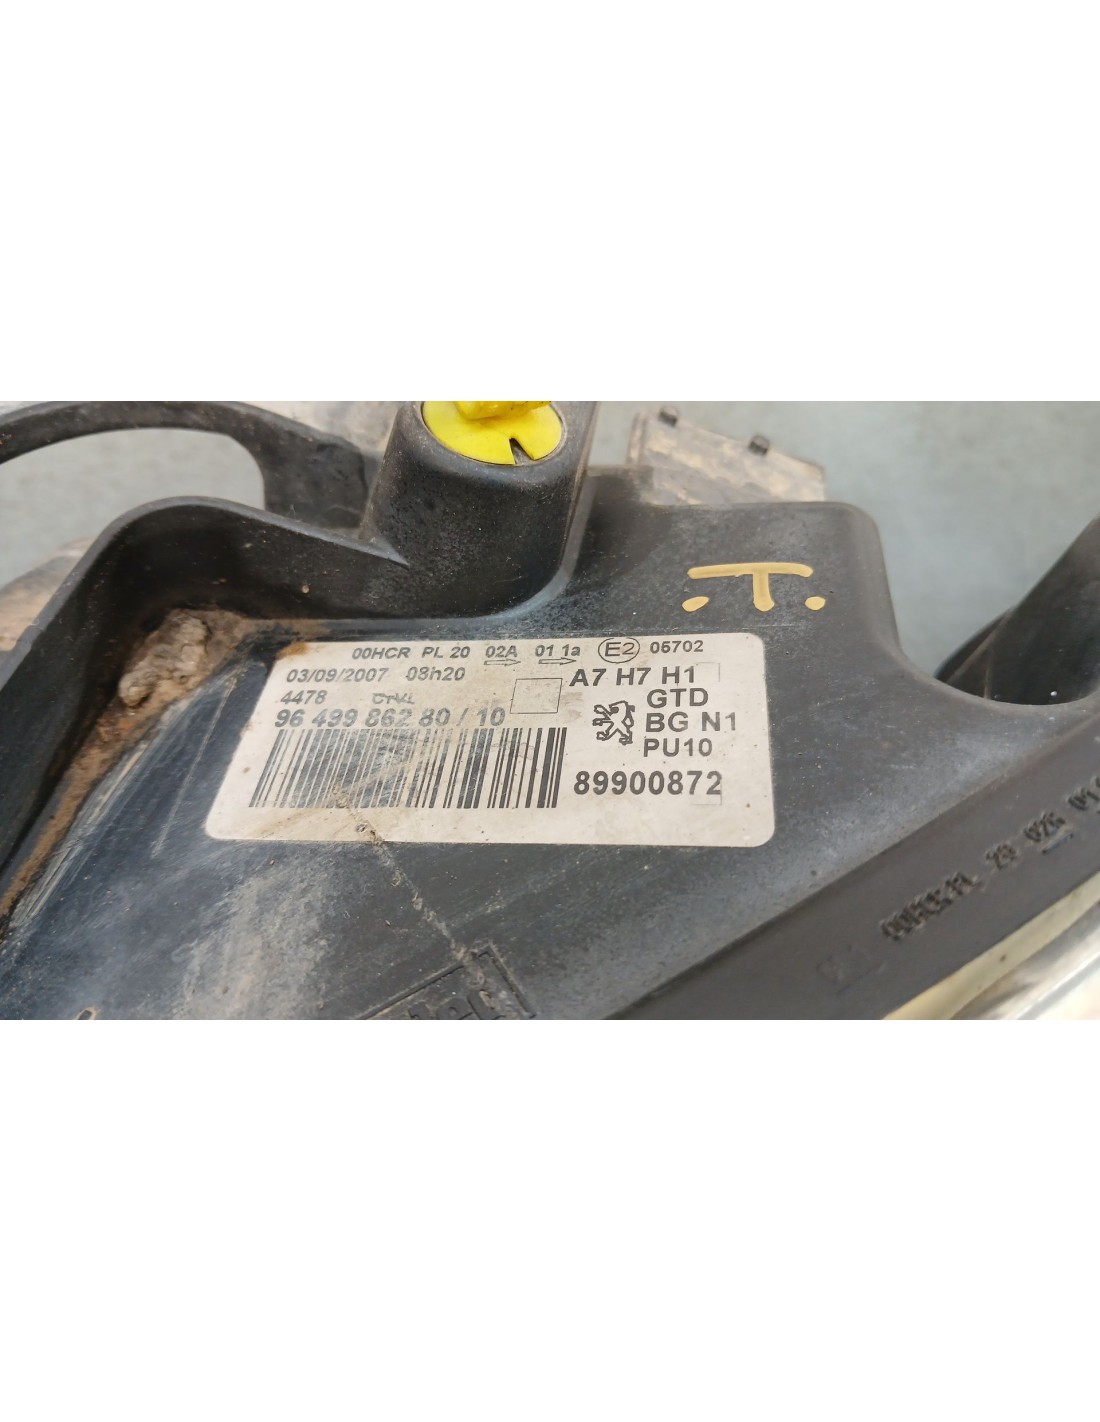 .T.
00HCR PL 20 02A 01 1a E2 05702
03/09/2007 08h20
A7 H7 H1
4478
GTD
96 499 862 80 / 10
BG N1
PU10
89900872